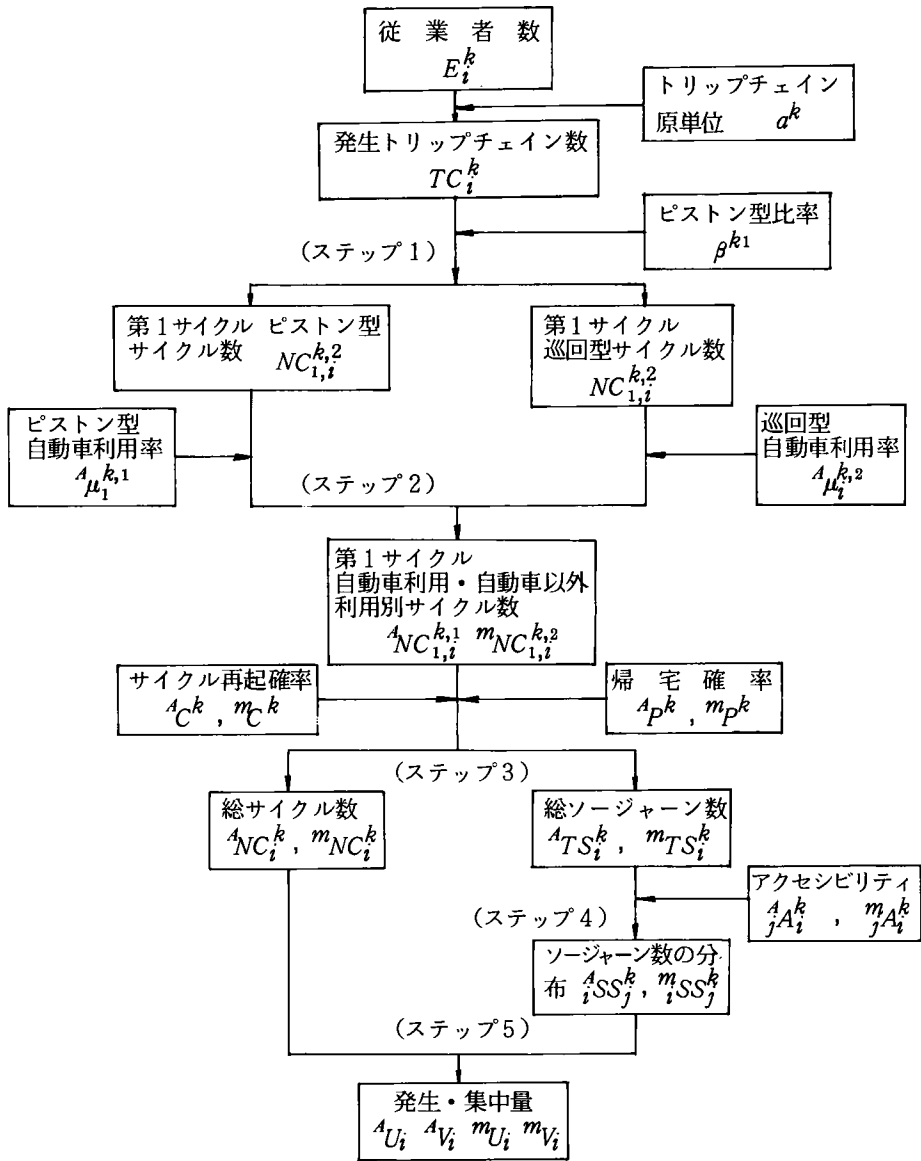 従業者数
E_i^k
トリップチェイン
原単位 a^k
発生トリップチェイン数
TC_i^k
ピストン型比率
β^{k1}
(ステップ1)
第1サイクル ピストン型
サイクル数 NC_{1,i}^{k,2}
第1サイクル
巡回型サイクル数
NC_{1,i}^{k,2}
ピストン型
自動車利用率
^Aμ_1^{k,1}
巡回型
自動車利用率
^Aμ_i^{k,2}
(ステップ2)
第1サイクル
自動車利用・自動車以外
利用別サイクル数
^ANC_{1,i}^{k,1} ^mNC_{1,i}^{k,2}
サイクル再起確率
^AC^k , ^mC^k
帰宅確率
^AP^k , ^mP^k
(ステップ3)
総サイクル数
^ANC_i^k , ^mNC_i^k
総ソージャーン数
^ATS_i^k , ^mTS_i^k
アクセシビリティ
^A_jA_i^k , ^m_jA_i^k
(ステップ4)
ソージャーン数の分
布 ^A_iSS_j^k , ^m_iSS_j^k
(ステップ5)
発生・集中量
^AU_i ^AV_i ^mU_i ^mV_i